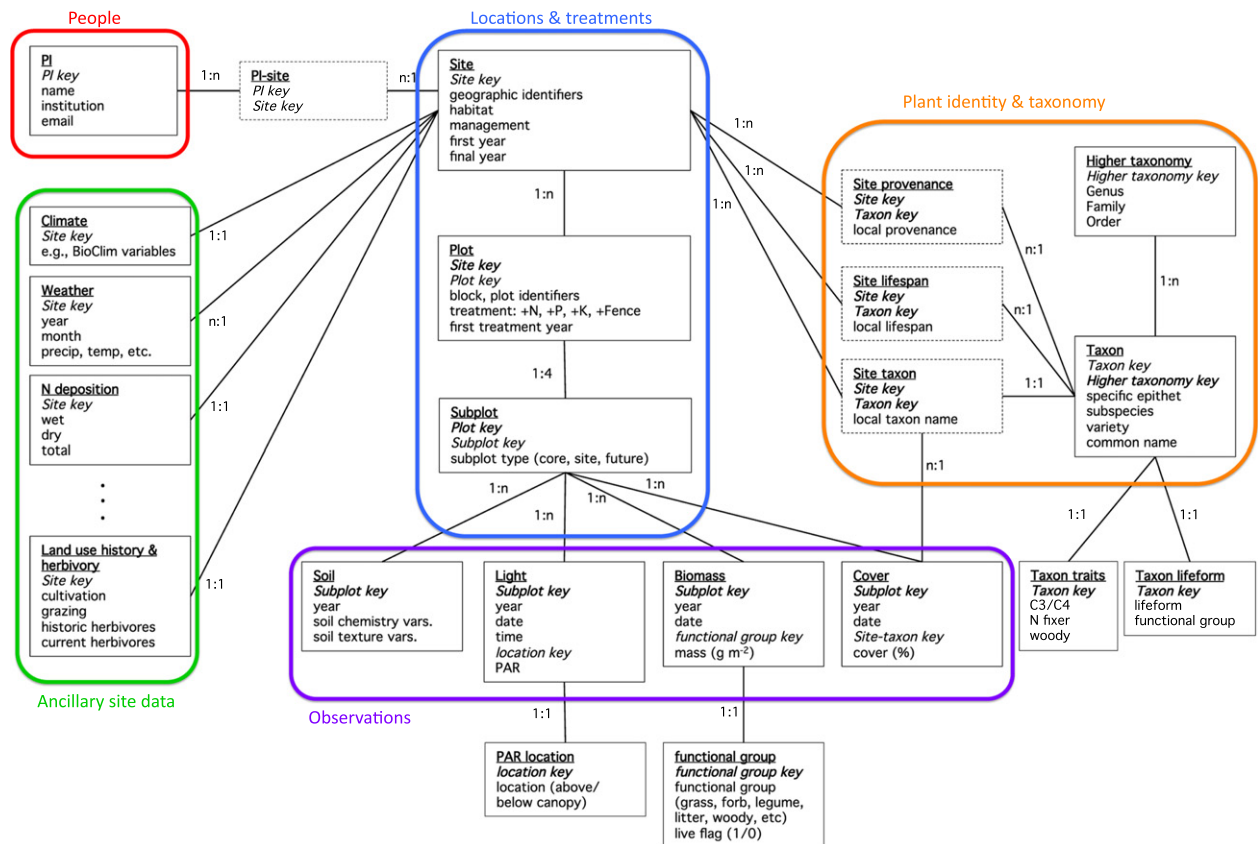 People
PI
PI key
name
institution
email
1:n
PI-site
PI key
Site key
n:1
Locations & treatments
Site
Site key
geographic identifiers
habitat
management
first year
final year
1:n
Plot
Site key
Plot key
block, plot identifiers
treatment: +N, +P, +K, +Fence
first treatment year
1:4
Subplot
Plot key
Subplot key
subplot type (core, site, future)
1:n
1:n
1:n
1:n
Climate
Site key
e.g., BioClim variables
1:1
Weather
Site key
year
month
precip, temp, etc.
n:1
N deposition
Site key
wet
dry
total
1:1
Land use history &
herbivory
Site key
cultivation
grazing
historic herbivores
current herbivores
1:1
Ancillary site data
Plant identity & taxonomy
1:n
1:n
1:n
Site provenance
Site key
Taxon key
local provenance
n:1
Site lifespan
Site key
Taxon key
local lifespan
n:1
Site taxon
Site key
Taxon key
local taxon name
1:1
n:1
Higher taxonomy
Higher taxonomy key
Genus
Family
Order
1:n
Taxon
Taxon key
Higher taxonomy key
specific epithet
subspecies
variety
common name
1:1
1:1
Soil
Subplot key
year
soil chemistry vars.
soil texture vars.
Light
Subplot key
year
date
time
location key
PAR
Biomass
Subplot key
year
date
functional group key
mass (g m⁻²)
Cover
Subplot key
year
date
Site-taxon key
cover (%)
Taxon traits
Taxon key
C3/C4
N fixer
woody
Taxon lifeform
Taxon key
lifeform
functional group
Observations
1:1
1:1
PAR location
location key
location (above/
below canopy)
functional group
functional group key
functional group
(grass, forb, legume,
litter, woody, etc)
live flag (1/0)